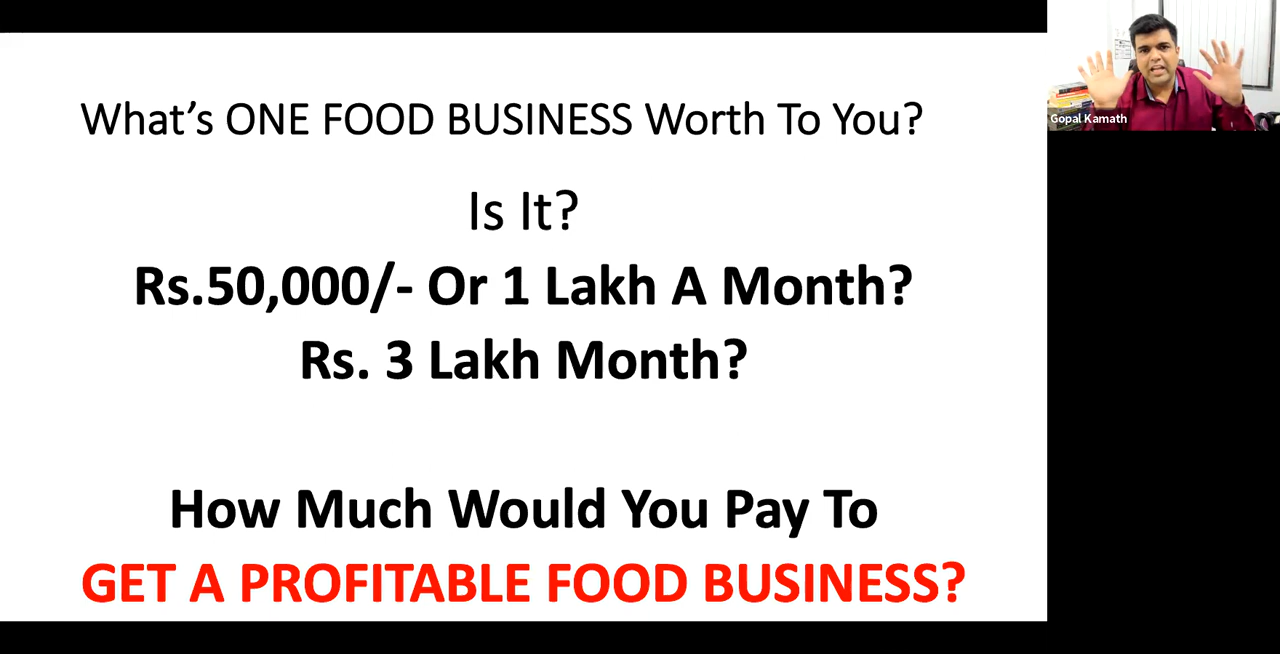 What's ONE FOOD BUSINESS Worth To You?
Is It?
Rs.50,000/- Or 1 Lakh A Month?
Rs. 3 Lakh Month?
How Much Would You Pay To
GET A PROFITABLE FOOD BUSINESS?
Gopal Kamath